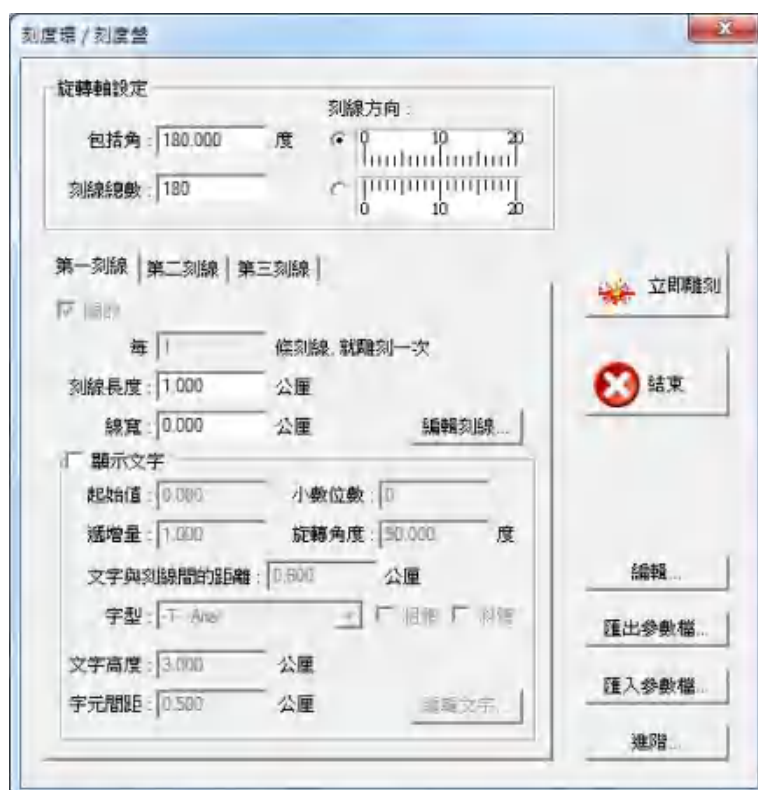 刻度環 / 刻度盤
旋轉軸設定
刻線方向 :
包括角 : 180.000 度
0 10 20
刻線總數 : 180
0 10 20
第一刻線 第二刻線 第三刻線
每 1 條刻線, 就雕刻一次
刻線長度 : 1.000 公厘
線寬 : 0.000 公厘 編輯刻線...
顯示文字
起始值 : 0.000 小數位數 : 0
遞增量 : 1.000 旋轉角度 : 90.000 度
文字與刻線間的距離 : 公厘
字型 : Arial 粗體 斜體
文字高度 : 3.000 公厘
字元間距 : 0.500 公厘 編輯文字...
立即雕刻
結束
編輯...
匯出參數檔...
匯入參數檔...
進階...